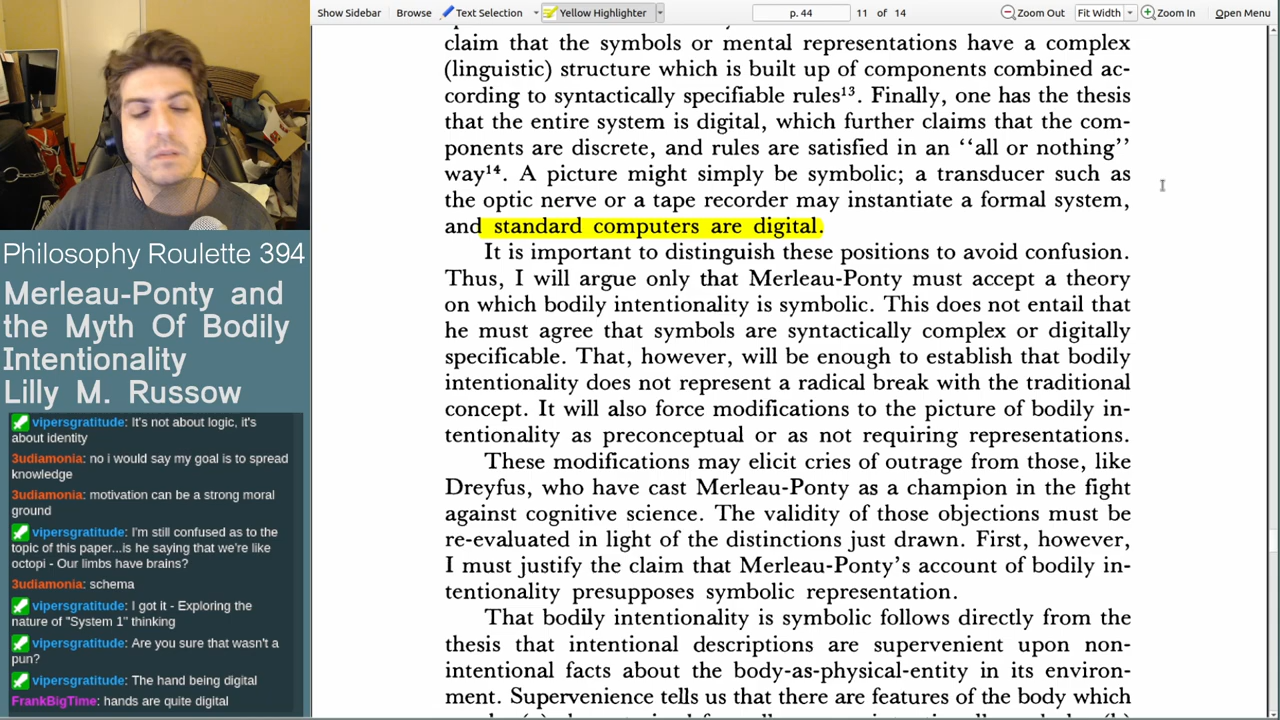 Show Sidebar Browse Text Selection Yellow Highlighter p. 44 11 of 14 Zoom Out Fit Width Zoom In Open Menu
claim that the symbols or mental representations have a complex
(linguistic) structure which is built up of components combined ac-
cording to syntactically specifiable rules¹³. Finally, one has the thesis
that the entire system is digital, which further claims that the com-
ponents are discrete, and rules are satisfied in an ‘‘all or nothing’’
way¹⁴. A picture might simply be symbolic; a transducer such as
the optic nerve or a tape recorder may instantiate a formal system,
and standard computers are digital.
It is important to distinguish these positions to avoid confusion.
Thus, I will argue only that Merleau-Ponty must accept a theory
on which bodily intentionality is symbolic. This does not entail that
he must agree that symbols are syntactically complex or digitally
specificable. That, however, will be enough to establish that bodily
intentionality does not represent a radical break with the traditional
concept. It will also force modifications to the picture of bodily in-
tentionality as preconceptual or as not requiring representations.
These modifications may elicit cries of outrage from those, like
Dreyfus, who have cast Merleau-Ponty as a champion in the fight
against cognitive science. The validity of those objections must be
re-evaluated in light of the distinctions just drawn. First, however,
I must justify the claim that Merleau-Ponty’s account of bodily in-
tentionality presupposes symbolic representation.
That bodily intentionality is symbolic follows directly from the
thesis that intentional descriptions are supervenient upon non-
intentional facts about the body-as-physical-entity in its environ-
ment. Supervenience tells us that there are features of the body which
Philosophy Roulette 394
Merleau-Ponty and
the Myth Of Bodily
Intentionality
Lilly M. Russow
vipersgratitude: It's not about logic, it's
about identity
3udiamonia: no i would say my goal is to spread
knowledge
3udiamonia: motivation can be a strong moral
ground
vipersgratitude: I'm still confused as to the
topic of this paper...is he saying that we're like
octopi - Our limbs have brains?
3udiamonia: schema
vipersgratitude: I got it - Exploring the
nature of "System 1" thinking
vipersgratitude: Are you sure that wasn't a
pun?
vipersgratitude: The hand being digital
FrankBigTime: hands are quite digital